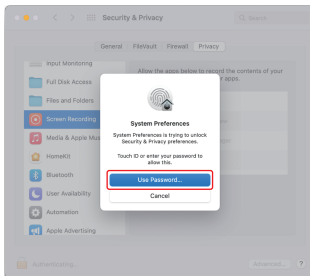 Security & Privacy
Search
General FileVault Firewall Privacy
Input Monitoring
Full Disk Access
Files and Folders
Screen Recording
Media & Apple Mus
HomeKit
Bluetooth
User Availability
Automation
Apple Advertising
Allow the apps below to record the contents of your
r apps.
System Preferences
System Preferences is trying to unlock
Security & Privacy preferences.
Touch ID or enter your password to
allow this.
Use Password...
Cancel
Authenticating...
Advanced...
?